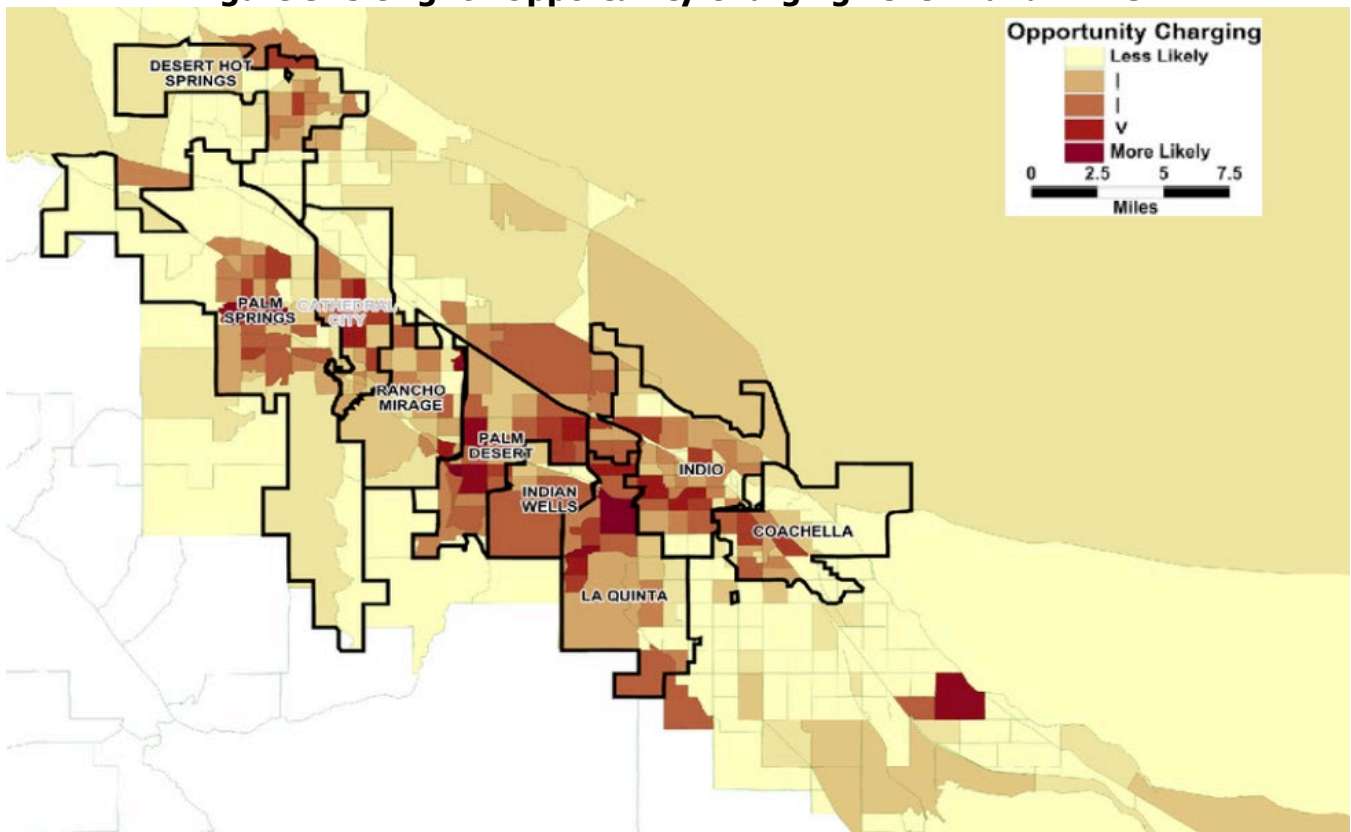 Opportunity Charging
Less Likely
|
|
V
More Likely
0 2.5 5 7.5
Miles
DESERT HOT
SPRINGS
PALM
SPRINGS
CATHEDRAL
CITY
RANCHO
MIRAGE
PALM
DESERT
INDIAN
WELLS
INDIO
COACHELLA
LA QUINTA